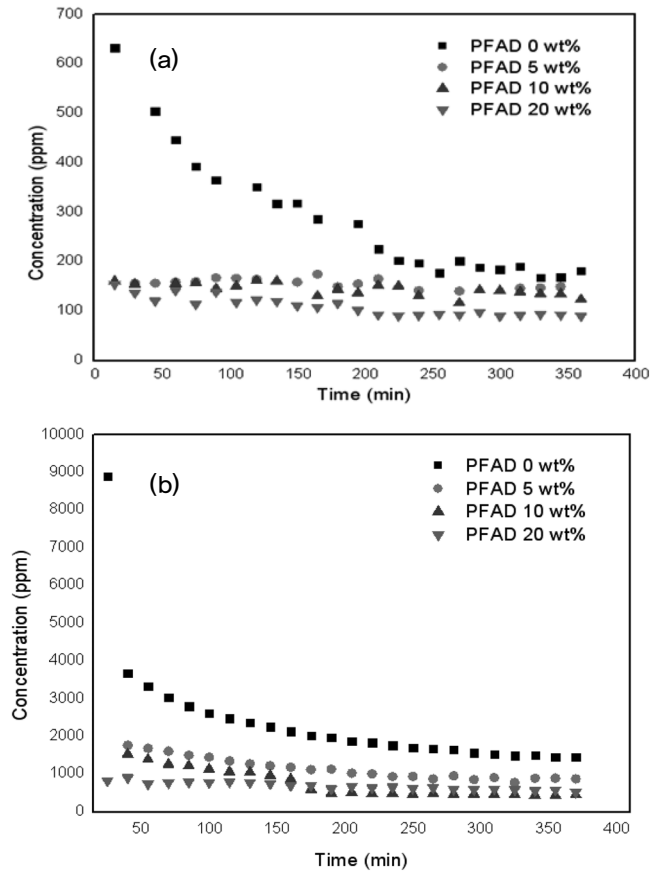 700
600
500
400
300
200
100
0
Concentration (ppm)
(a)
PFAD 0 wt%
PFAD 5 wt%
PFAD 10 wt%
PFAD 20 wt%
0 50 100 150 200 250 300 350 400
Time (min)
10000
9000
8000
7000
6000
5000
4000
3000
2000
1000
0
Concentration (ppm)
(b)
PFAD 0 wt%
PFAD 5 wt%
PFAD 10 wt%
PFAD 20 wt%
50 100 150 200 250 300 350 400
Time (min)